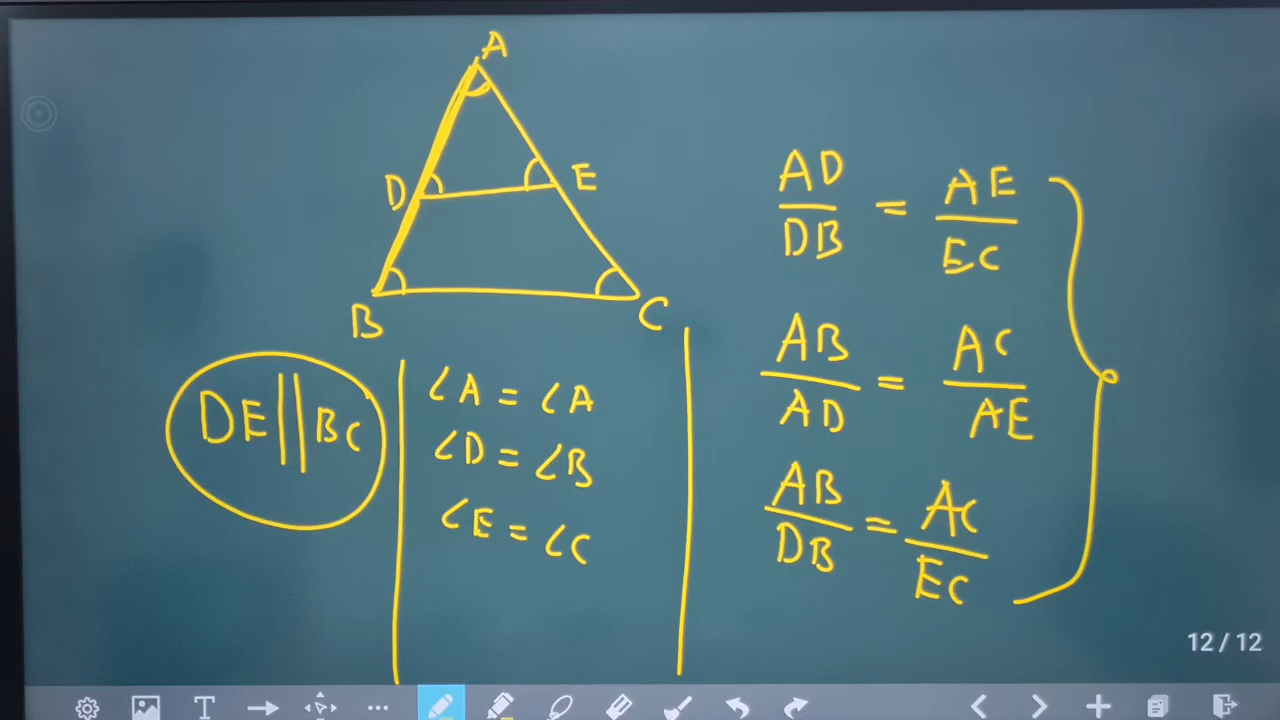 A
D
E
B
C
DE || BC
∠A = ∠A
∠D = ∠B
∠E = ∠C
AD/DB = AE/EC
AB/AD = AC/AE
AB/DB = AC/EC
12 / 12
T